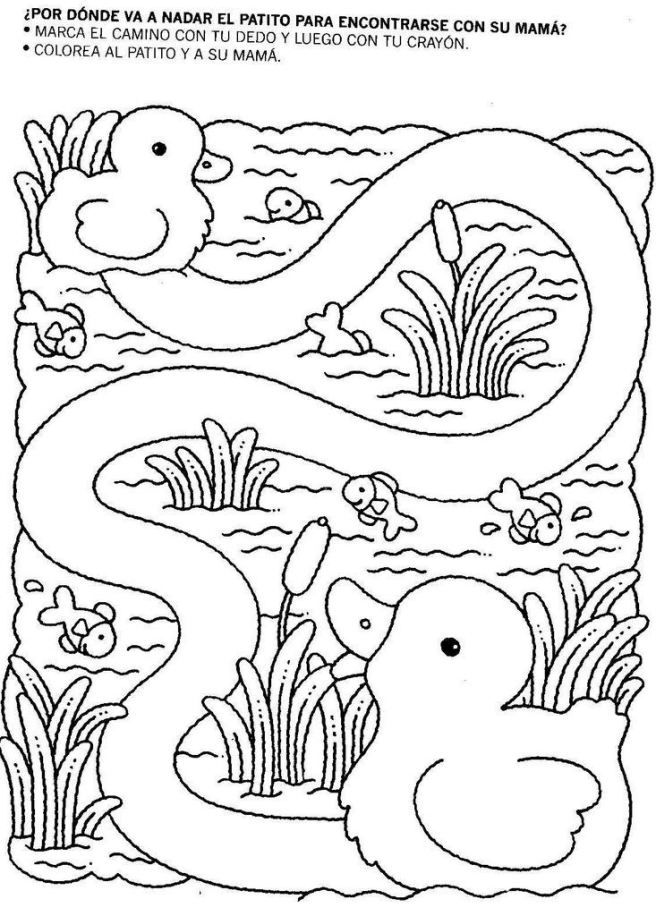 ¿POR DÓNDE VA A NADAR EL PATITO PARA ENCONTRARSE CON SU MAMÁ?
• MARCA EL CAMINO CON TU DEDO Y LUEGO CON TU CRAYÓN.
• COLOREA AL PATITO Y A SU MAMÁ.